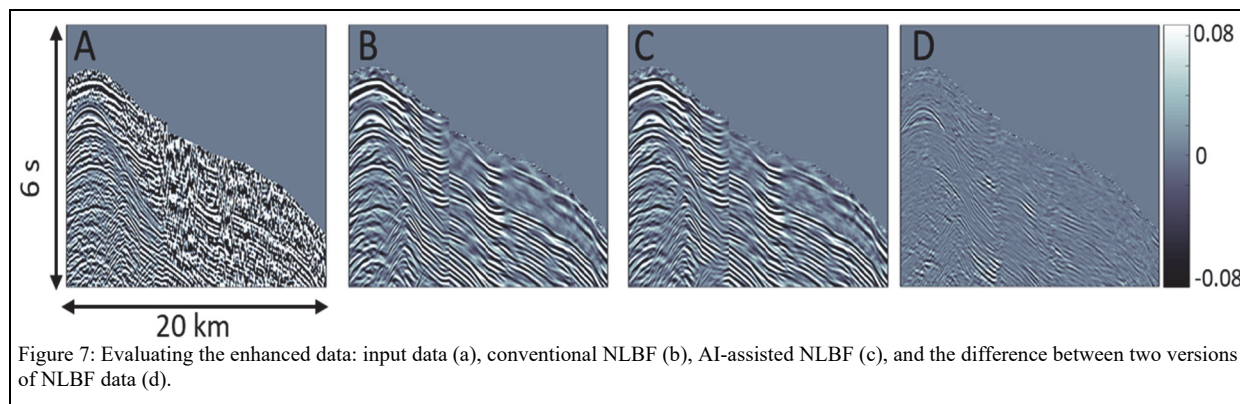 A B C D 0.08
6 s
0
-0.08
20 km
Figure 7: Evaluating the enhanced data: input data (a), conventional NLBF (b), AI-assisted NLBF (c), and the difference between two versions
of NLBF data (d).